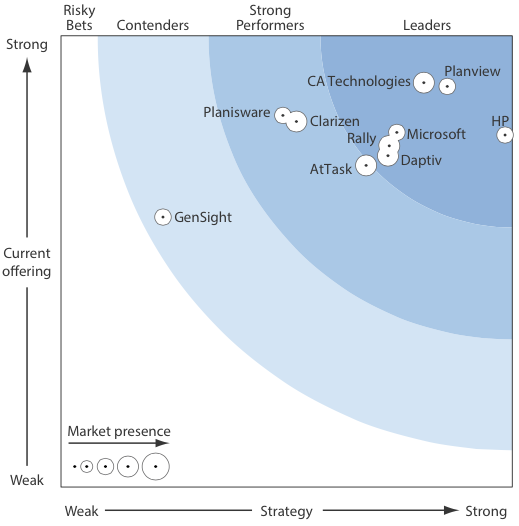 Risky
Bets
Contenders
Strong
Performers
Leaders
Strong
Planview
CA Technologies
Planisware
Clarizen
HP
Microsoft
Rally
Daptiv
AtTask
GenSight
Current
offering
Market presence
Weak
Weak
Strategy
Strong